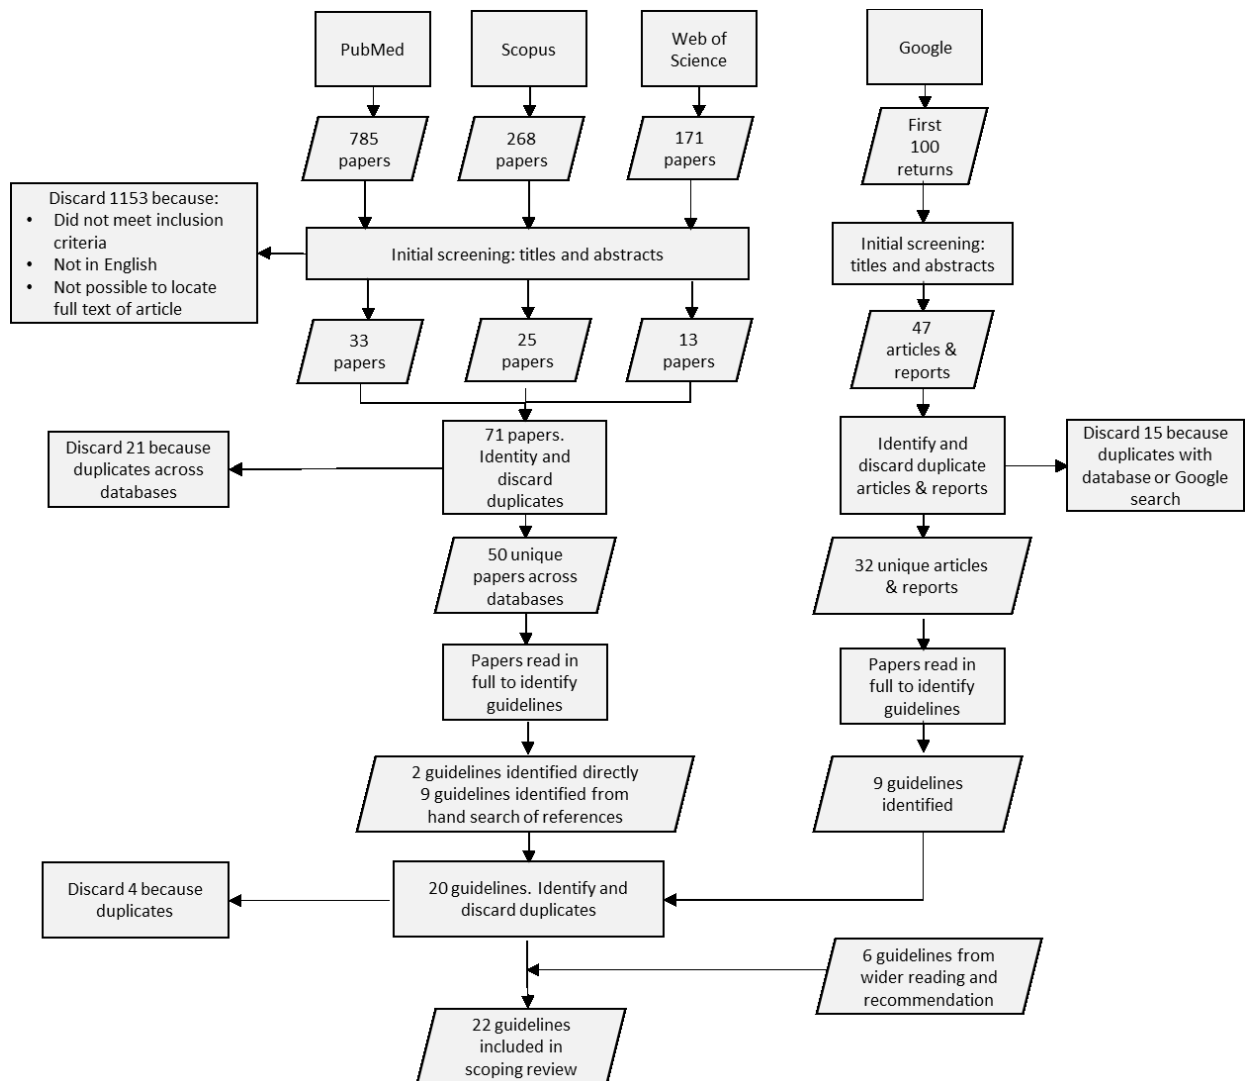 PubMed
Scopus
Web of
Science
Google
785
papers
268
papers
171
papers
First
100
returns
Discard 1153 because:
• Did not meet inclusion
criteria
• Not in English
• Not possible to locate
full text of article
Initial screening: titles and abstracts
Initial screening:
titles and abstracts
33
papers
25
papers
13
papers
47
articles &
reports
Discard 21 because
duplicates across
databases
71 papers.
Identity and
discard
duplicates
Identify and
discard duplicate
articles & reports
Discard 15 because
duplicates with
database or Google
search
50 unique
papers across
databases
32 unique articles
& reports
Papers read in
full to identify
guidelines
Papers read in
full to identify
guidelines
2 guidelines identified directly
9 guidelines identified from
hand search of references
9 guidelines
identified
Discard 4 because
duplicates
20 guidelines. Identify and
discard duplicates
6 guidelines from
wider reading and
recommendation
22 guidelines
included in
scoping review